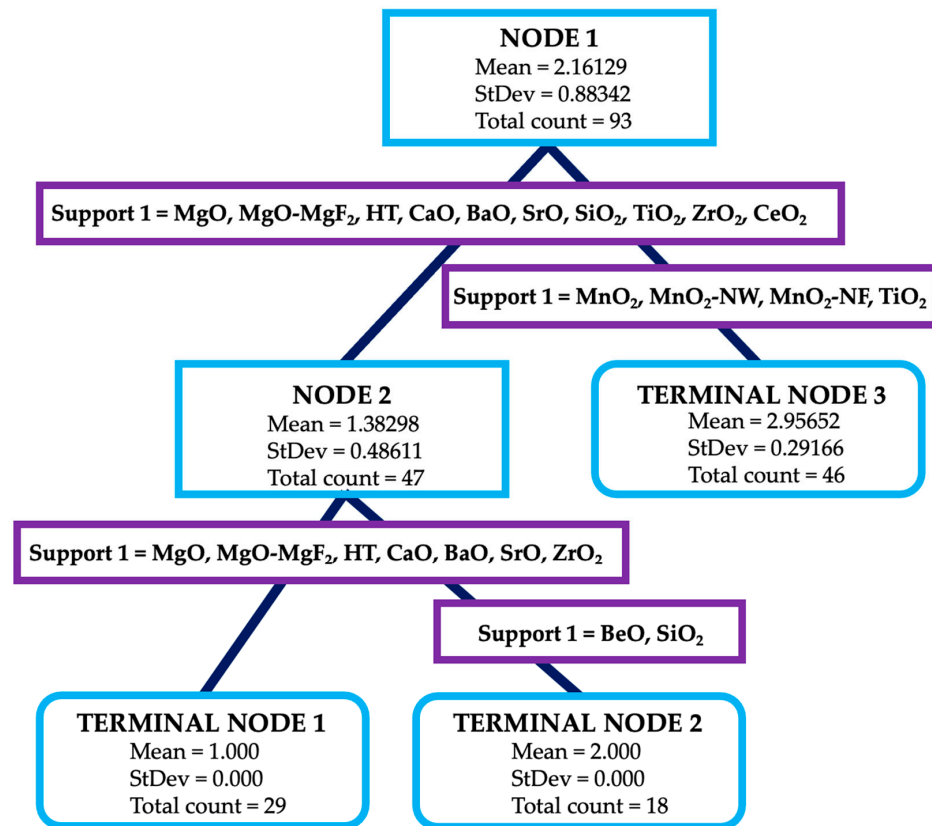 NODE 1
Mean = 2.16129
StDev = 0.88342
Total count = 93
Support 1 = MgO, MgO-MgF₂, HT, CaO, BaO, SrO, SiO₂, TiO₂, ZrO₂, CeO₂
Support 1 = MnO₂, MnO₂-NW, MnO₂-NF, TiO₂
NODE 2
Mean = 1.38298
StDev = 0.48611
Total count = 47
TERMINAL NODE 3
Mean = 2.95652
StDev = 0.29166
Total count = 46
Support 1 = MgO, MgO-MgF₂, HT, CaO, BaO, SrO, ZrO₂
Support 1 = BeO, SiO₂
TERMINAL NODE 1
Mean = 1.000
StDev = 0.000
Total count = 29
TERMINAL NODE 2
Mean = 2.000
StDev = 0.000
Total count = 18